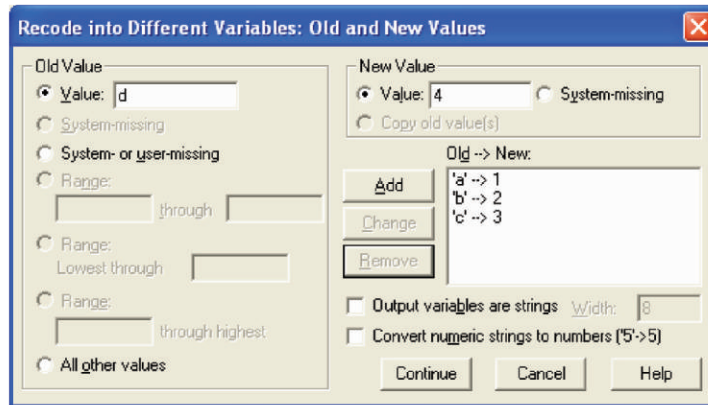 Recode into Different Variables: Old and New Values
Old Value
Value: d
System-missing
System- or user-missing
Range:
through
Range:
Lowest through
Range:
through highest
All other values
New Value
Value: 4 System-missing
Copy old value(s)
Old --> New:
Add
Change
Remove
'a' --> 1
'b' --> 2
'c' --> 3
Output variables are strings Width: 8
Convert numeric strings to numbers ('5'->5)
Continue Cancel Help